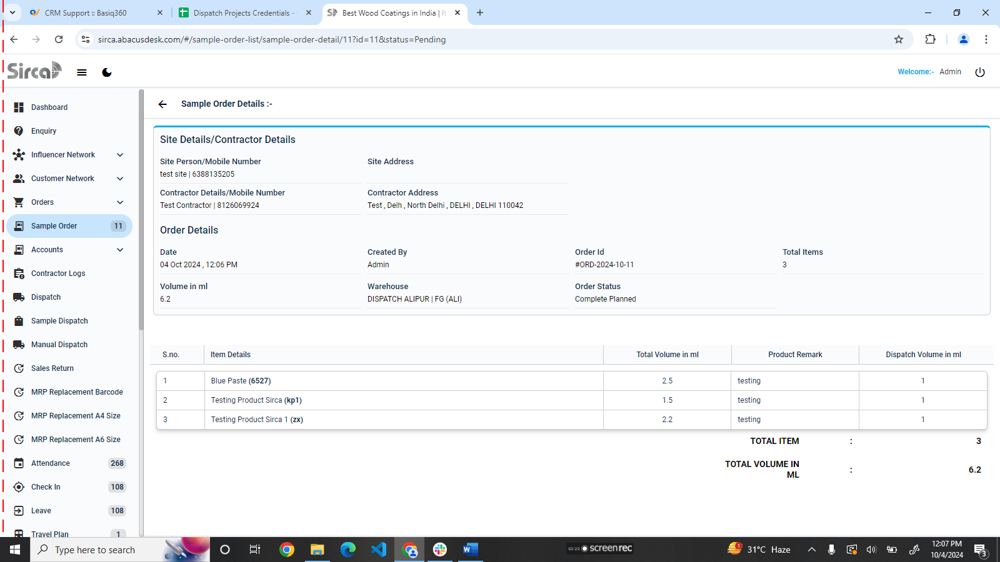 CRM Support :: Basiq360
Dispatch Projects Credentials -
Best Wood Coatings in India | It
sirca.abacusdesk.com/#/sample-order-list/sample-order-detail/11?id=11&status=Pending
Sirca
Welcome:- Admin
Dashboard
Enquiry
Influencer Network
Customer Network
Orders
Sample Order 11
Accounts
Contractor Logs
Dispatch
Sample Dispatch
Manual Dispatch
Sales Return
MRP Replacement Barcode
MRP Replacement A4 Size
MRP Replacement A6 Size
Attendance 268
Check In 108
Leave 108
Travel Plan 1
Sample Order Details :-
Site Details/Contractor Details
Site Person/Mobile Number
test site | 6388135205
Site Address
Contractor Details/Mobile Number
Test Contractor | 8126069924
Contractor Address
Test , Delh , North Delhi , DELHI , DELHI 110042
Order Details
Date
04 Oct 2024 , 12:06 PM
Created By
Admin
Order Id
#ORD-2024-10-11
Total Items
3
Volume in ml
6.2
Warehouse
DISPATCH ALIPUR | FG (ALI)
Order Status
Complete Planned
S.no. Item Details Total Volume in ml Product Remark Dispatch Volume in ml
1 Blue Paste (6527) 2.5 testing 1
2 Testing Product Sirca (kp1) 1.5 testing 1
3 Testing Product Sirca 1 (zx) 2.2 testing 1
TOTAL ITEM : 3
TOTAL VOLUME IN
ML : 6.2
Type here to search
02:23 screenrec
1
31°C Haze
12:07 PM
10/4/2024
3